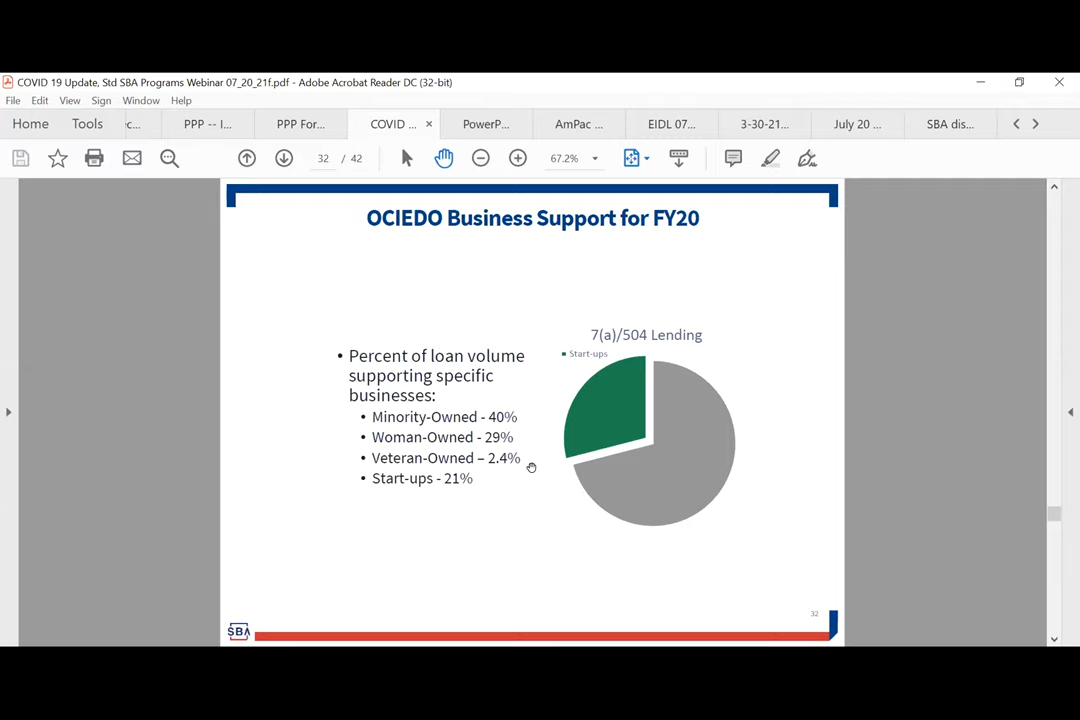 COVID 19 Update, Std SBA Programs Webinar 07_20_21f.pdf - Adobe Acrobat Reader DC (32-bit)
File Edit View Sign Window Help
Home Tools :c... PPP -- I... PPP For... COVID ... × PowerP... AmPac ... EIDL 07... 3-30-21... July 20 ... SBA dis...
32 / 42 67.2%
OCIEDO Business Support for FY20
7(a)/504 Lending
Start-ups
• Percent of loan volume
supporting specific
businesses:
• Minority-Owned - 40%
• Woman-Owned - 29%
• Veteran-Owned – 2.4%
• Start-ups - 21%
32
SBA